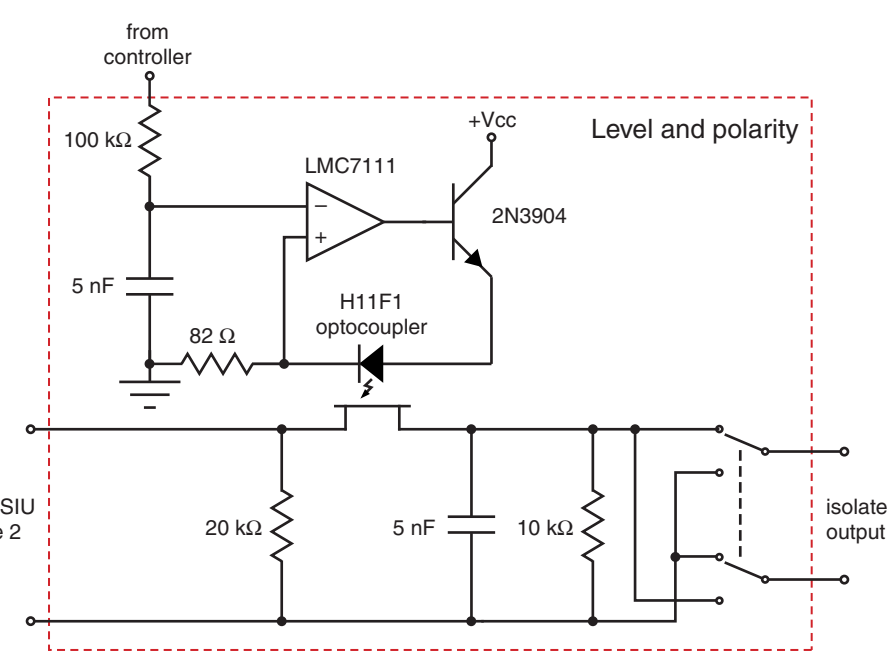 from
controller
100 kΩ
+Vcc
Level and polarity
LMC7111
−
+
2N3904
5 nF
H11F1
optocoupler
82 Ω
SIU
e 2
20 kΩ
5 nF
10 kΩ
isolate
output